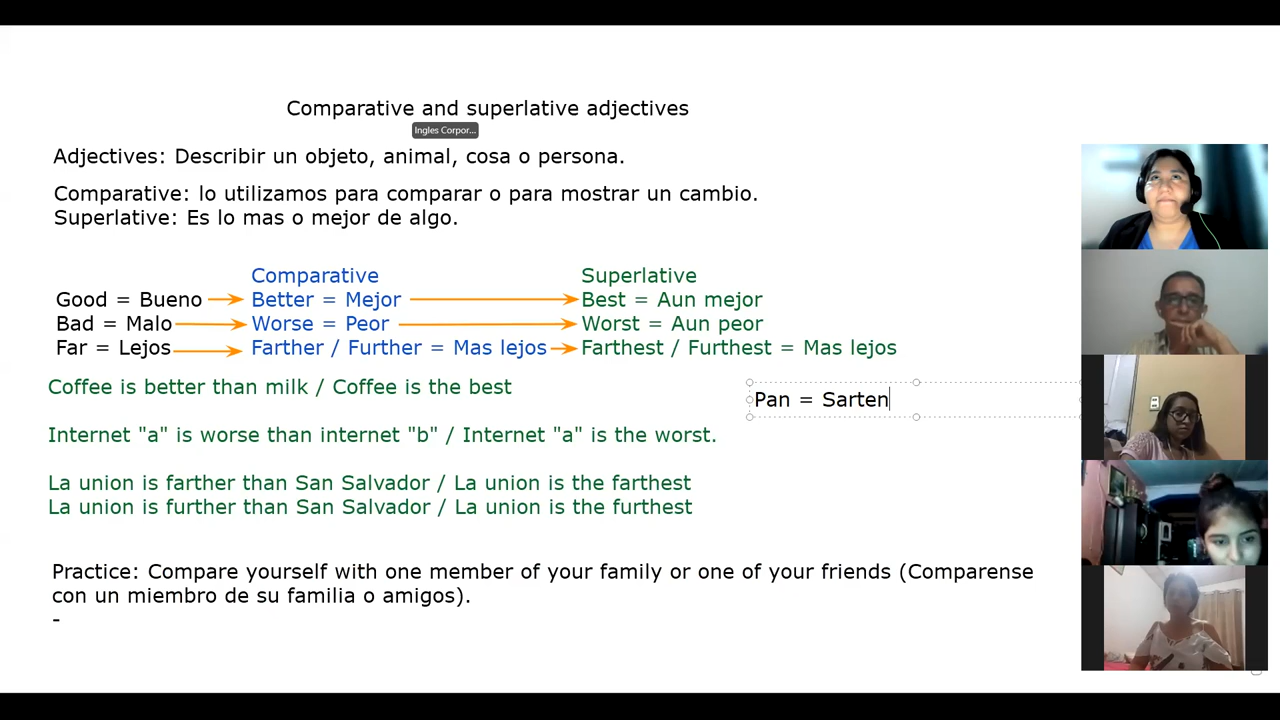 Comparative and superlative adjectives
Ingles Corpor...
Adjectives: Describir un objeto, animal, cosa o persona.
Comparative: lo utilizamos para comparar o para mostrar un cambio.
Superlative: Es lo mas o mejor de algo.
Comparative Superlative
Good = Bueno Better = Mejor Best = Aun mejor
Bad = Malo Worse = Peor Worst = Aun peor
Far = Lejos Farther / Further = Mas lejos Farthest / Furthest = Mas lejos
Coffee is better than milk / Coffee is the best
Pan = Sarten
Internet "a" is worse than internet "b" / Internet "a" is the worst.
La union is farther than San Salvador / La union is the farthest
La union is further than San Salvador / La union is the furthest
Practice: Compare yourself with one member of your family or one of your friends (Comparense
con un miembro de su familia o amigos).
-